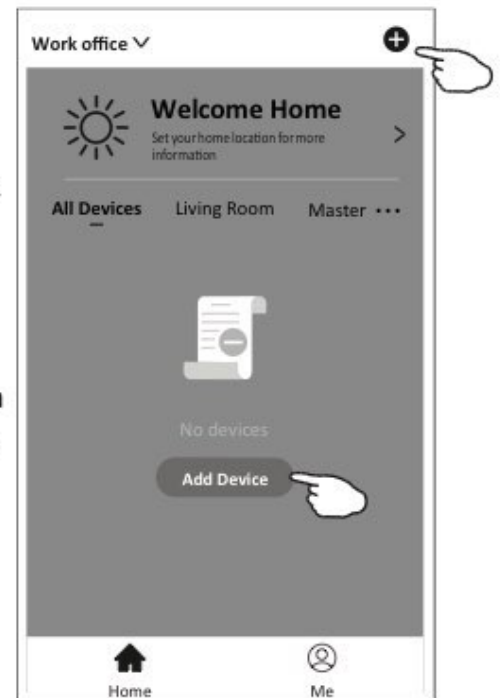 Work office
Welcome Home
Set your home location for more
information
All Devices Living Room Master
No devices
Add Device
Home Me